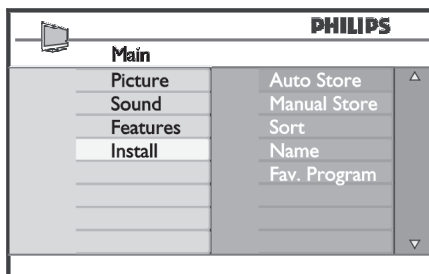 PHILIPS
Main
Picture
Sound
Features
Install
Auto Store
Manual Store
Sort
Name
Fav. Program